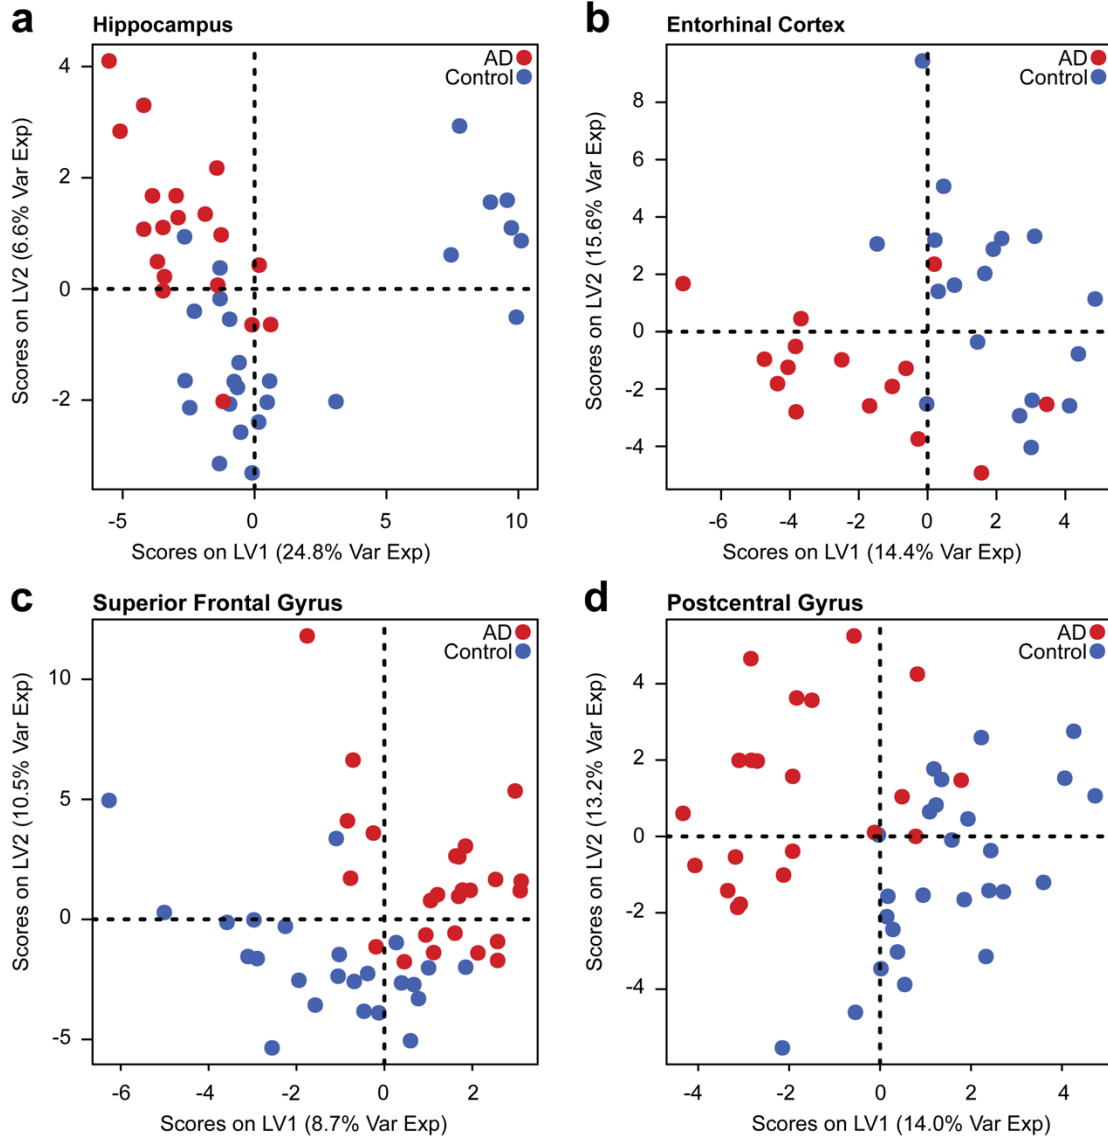 a Hippocampus
AD
Control
4
2
0
-2
Scores on LV2 (6.6% Var Exp)
-5 0 5 10
Scores on LV1 (24.8% Var Exp)
b Entorhinal Cortex
AD
Control
8
6
4
2
0
-2
-4
Scores on LV2 (15.6% Var Exp)
-6 -4 -2 0 2 4
Scores on LV1 (14.4% Var Exp)
c Superior Frontal Gyrus
AD
Control
10
5
0
-5
Scores on LV2 (10.5% Var Exp)
-6 -4 -2 0 2
Scores on LV1 (8.7% Var Exp)
d Postcentral Gyrus
AD
Control
4
2
0
-2
-4
Scores on LV2 (13.2% Var Exp)
-4 -2 0 2 4
Scores on LV1 (14.0% Var Exp)